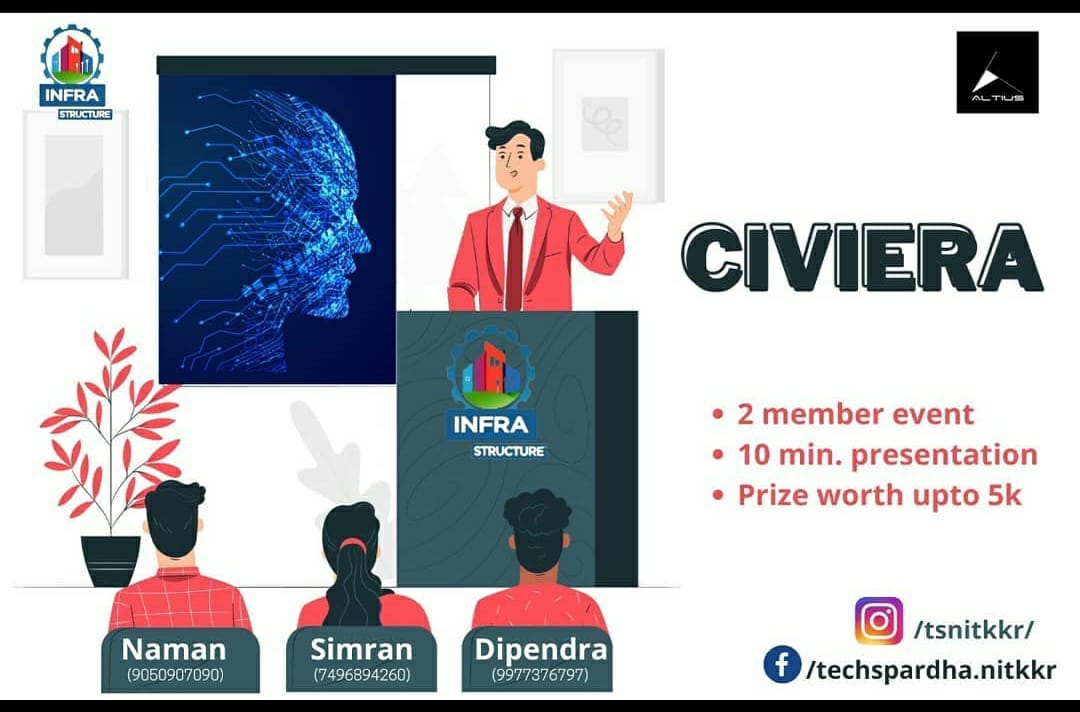 INFRA
STRUCTURE
ALTIUS
CIVIERA
INFRA
STRUCTURE
• 2 member event
• 10 min. presentation
• Prize worth upto 5k
Naman
(9050907090)
Simran
(7496894260)
Dipendra
(9977376797)
/tsnitkkr/
/techspardha.nitkkr